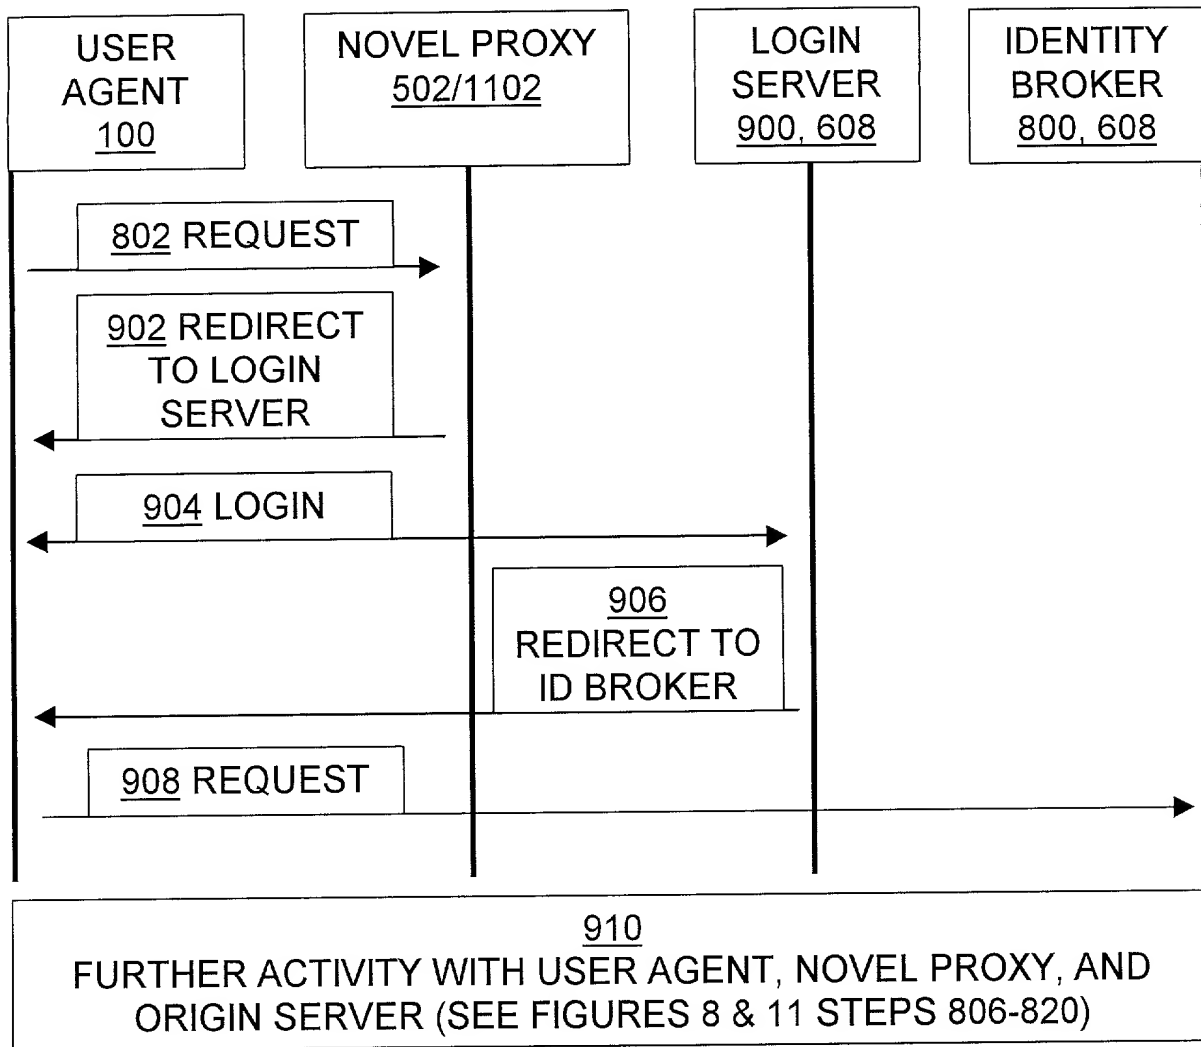 USER
AGENT
100
NOVEL PROXY
502/1102
LOGIN
SERVER
900, 608
IDENTITY
BROKER
800, 608
802 REQUEST
902 REDIRECT
TO LOGIN
SERVER
904 LOGIN
906
REDIRECT TO
ID BROKER
908 REQUEST
910
FURTHER ACTIVITY WITH USER AGENT, NOVEL PROXY, AND
ORIGIN SERVER (SEE FIGURES 8 & 11 STEPS 806-820)